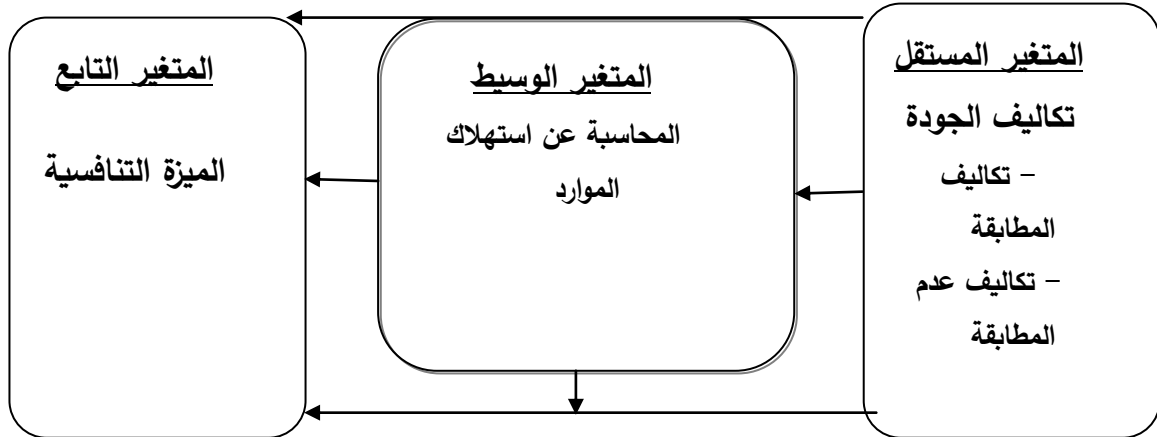 المتغير المستقل
تكاليف الجودة
– تكاليف
المطابقة
– تكاليف عدم
المطابقة
المتغير الوسيط
المحاسبة عن استهلاك
الموارد
المتغير التابع
الميزة التنافسية